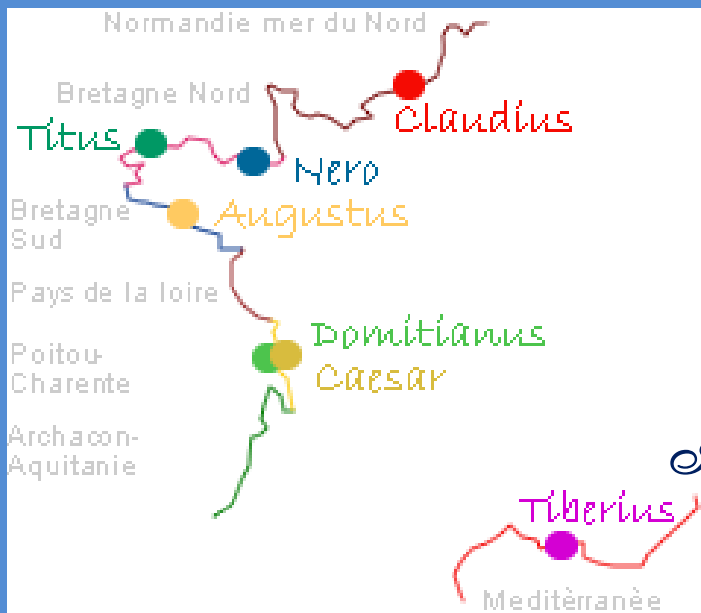 Normandie mer du Nord
Bretagne Nord
Claudius
Titus
Nero
Bretagne
Sud
Augustus
Pays de la loire
Domitianus
Poitou-
Charente
Caesar
Archacon-
Aquitanie
Tiberius
Meditèrranèe